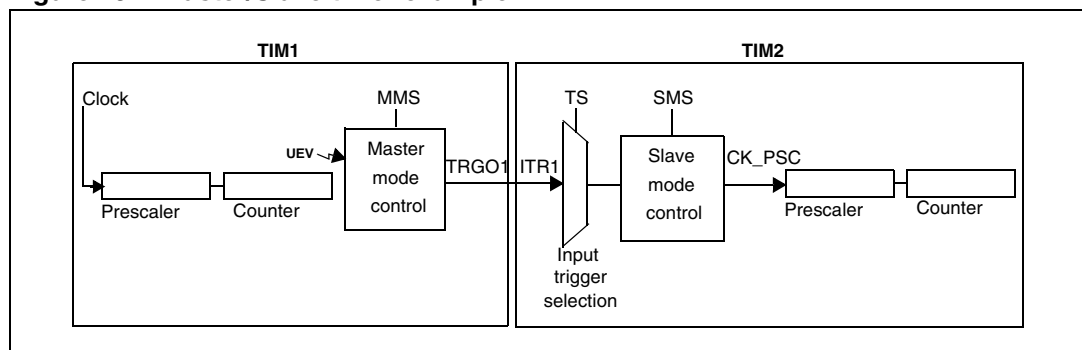 TIM1
TIM2
Clock
MMS
TS
SMS
UEV
Master
mode
control
TRGO1
ITR1
Slave
mode
control
CK_PSC
Prescaler
Counter
Prescaler
Counter
Input
trigger
selection